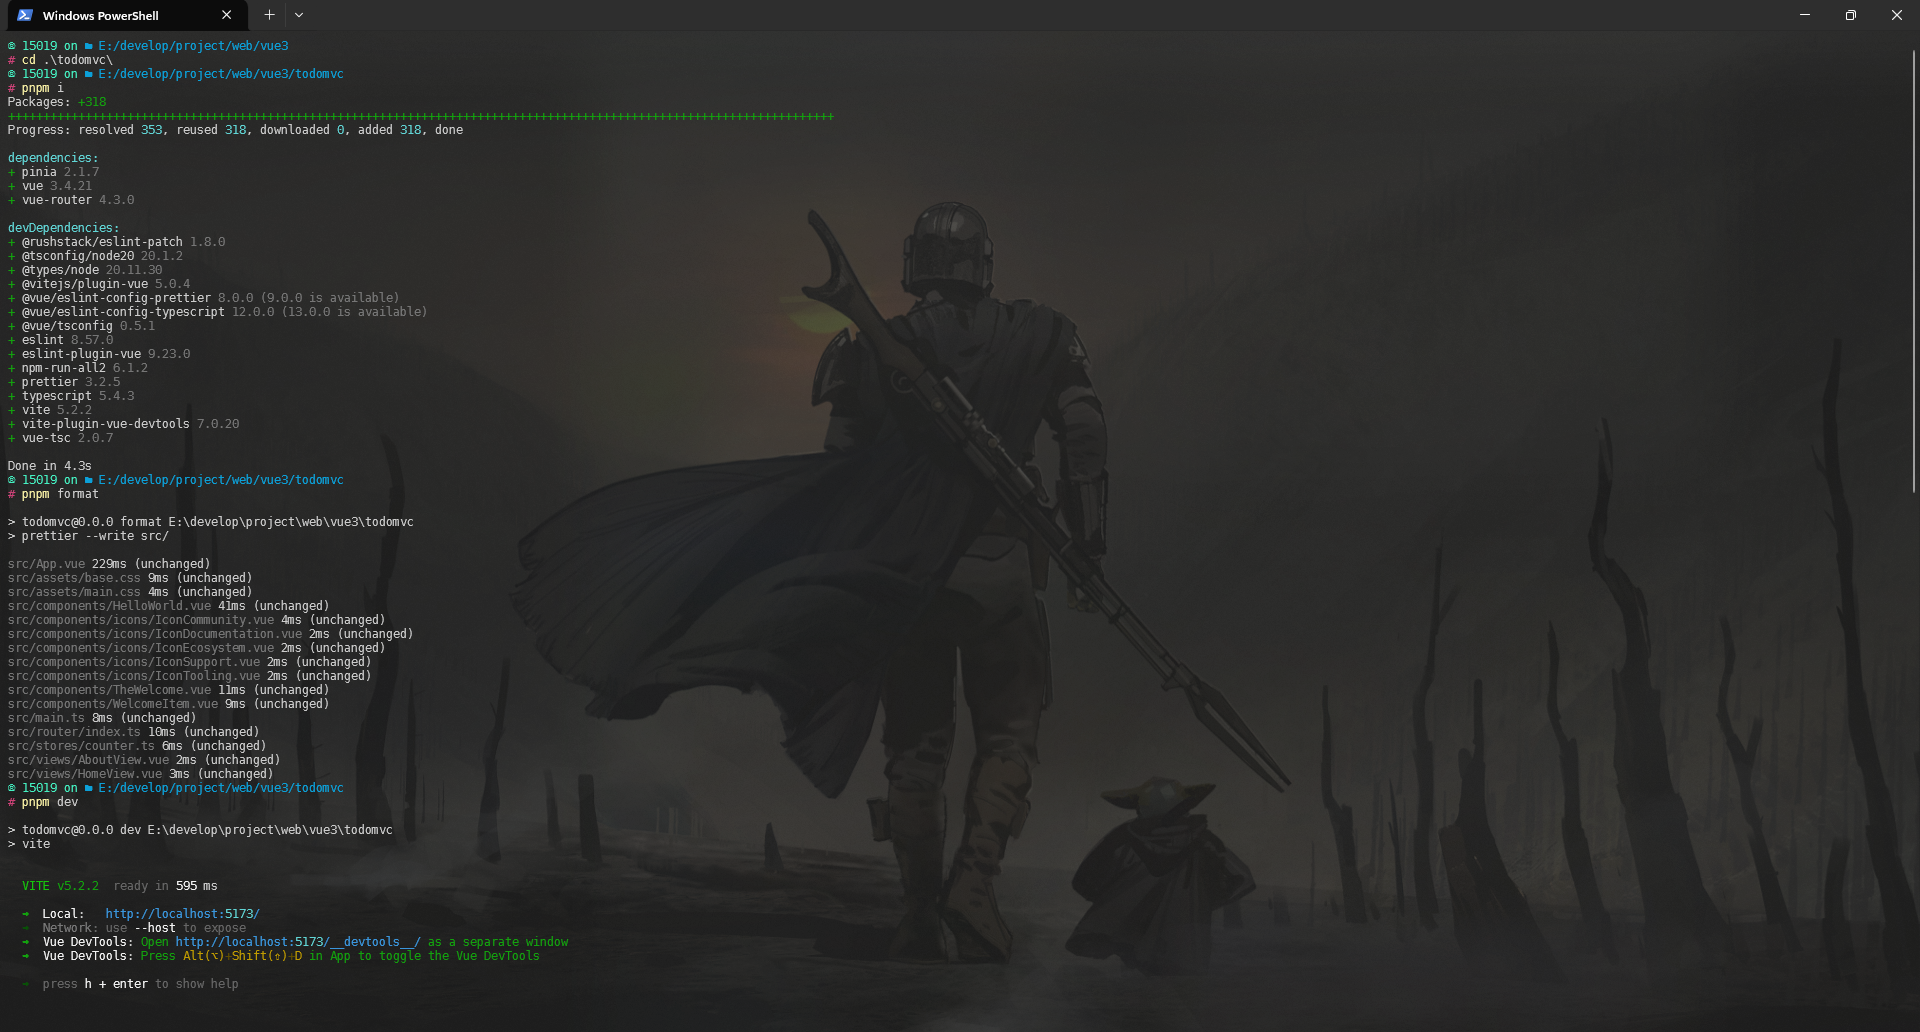 Windows PowerShell
15019 on E:/develop/project/web/vue3
# cd .\todomvc\
15019 on E:/develop/project/web/vue3/todomvc
# pnpm i
Packages: +318
++++++++++++++++++++++++++++++++++++++++++++++++++++++++++++++++++++++++++++++++++++++++++++++++++++++++++++++++++++++
Progress: resolved 353, reused 318, downloaded 0, added 318, done
dependencies:
+ pinia 2.1.7
+ vue 3.4.21
+ vue-router 4.3.0
devDependencies:
+ @rushstack/eslint-patch 1.8.0
+ @tsconfig/node20 20.1.2
+ @types/node 20.11.30
+ @vitejs/plugin-vue 5.0.4
+ @vue/eslint-config-prettier 8.0.0 (9.0.0 is available)
+ @vue/eslint-config-typescript 12.0.0 (13.0.0 is available)
+ @vue/tsconfig 0.5.1
+ eslint 8.57.0
+ eslint-plugin-vue 9.23.0
+ npm-run-all2 6.1.2
+ prettier 3.2.5
+ typescript 5.4.3
+ vite 5.2.2
+ vite-plugin-vue-devtools 7.0.20
+ vue-tsc 2.0.7
Done in 4.3s
15019 on E:/develop/project/web/vue3/todomvc
# pnpm format
> todomvc@0.0.0 format E:\develop\project\web\vue3\todomvc
> prettier --write src/
src/App.vue 229ms (unchanged)
src/assets/base.css 9ms (unchanged)
src/assets/main.css 4ms (unchanged)
src/components/HelloWorld.vue 41ms (unchanged)
src/components/icons/IconCommunity.vue 4ms (unchanged)
src/components/icons/IconDocumentation.vue 2ms (unchanged)
src/components/icons/IconEcosystem.vue 2ms (unchanged)
src/components/icons/IconSupport.vue 2ms (unchanged)
src/components/icons/IconTooling.vue 2ms (unchanged)
src/components/TheWelcome.vue 11ms (unchanged)
src/components/WelcomeItem.vue 9ms (unchanged)
src/main.ts 8ms (unchanged)
src/router/index.ts 10ms (unchanged)
src/stores/counter.ts 6ms (unchanged)
src/views/AboutView.vue 2ms (unchanged)
src/views/HomeView.vue 3ms (unchanged)
15019 on E:/develop/project/web/vue3/todomvc
# pnpm dev
> todomvc@0.0.0 dev E:\develop\project\web\vue3\todomvc
> vite
VITE v5.2.2 ready in 595 ms
➜ Local: http://localhost:5173/
➜ Network: use --host to expose
➜ Vue DevTools: Open http://localhost:5173/__devtools__/ as a separate window
➜ Vue DevTools: Press Alt(⌥)+Shift(⇧)+D in App to toggle the Vue DevTools
➜ press h + enter to show help